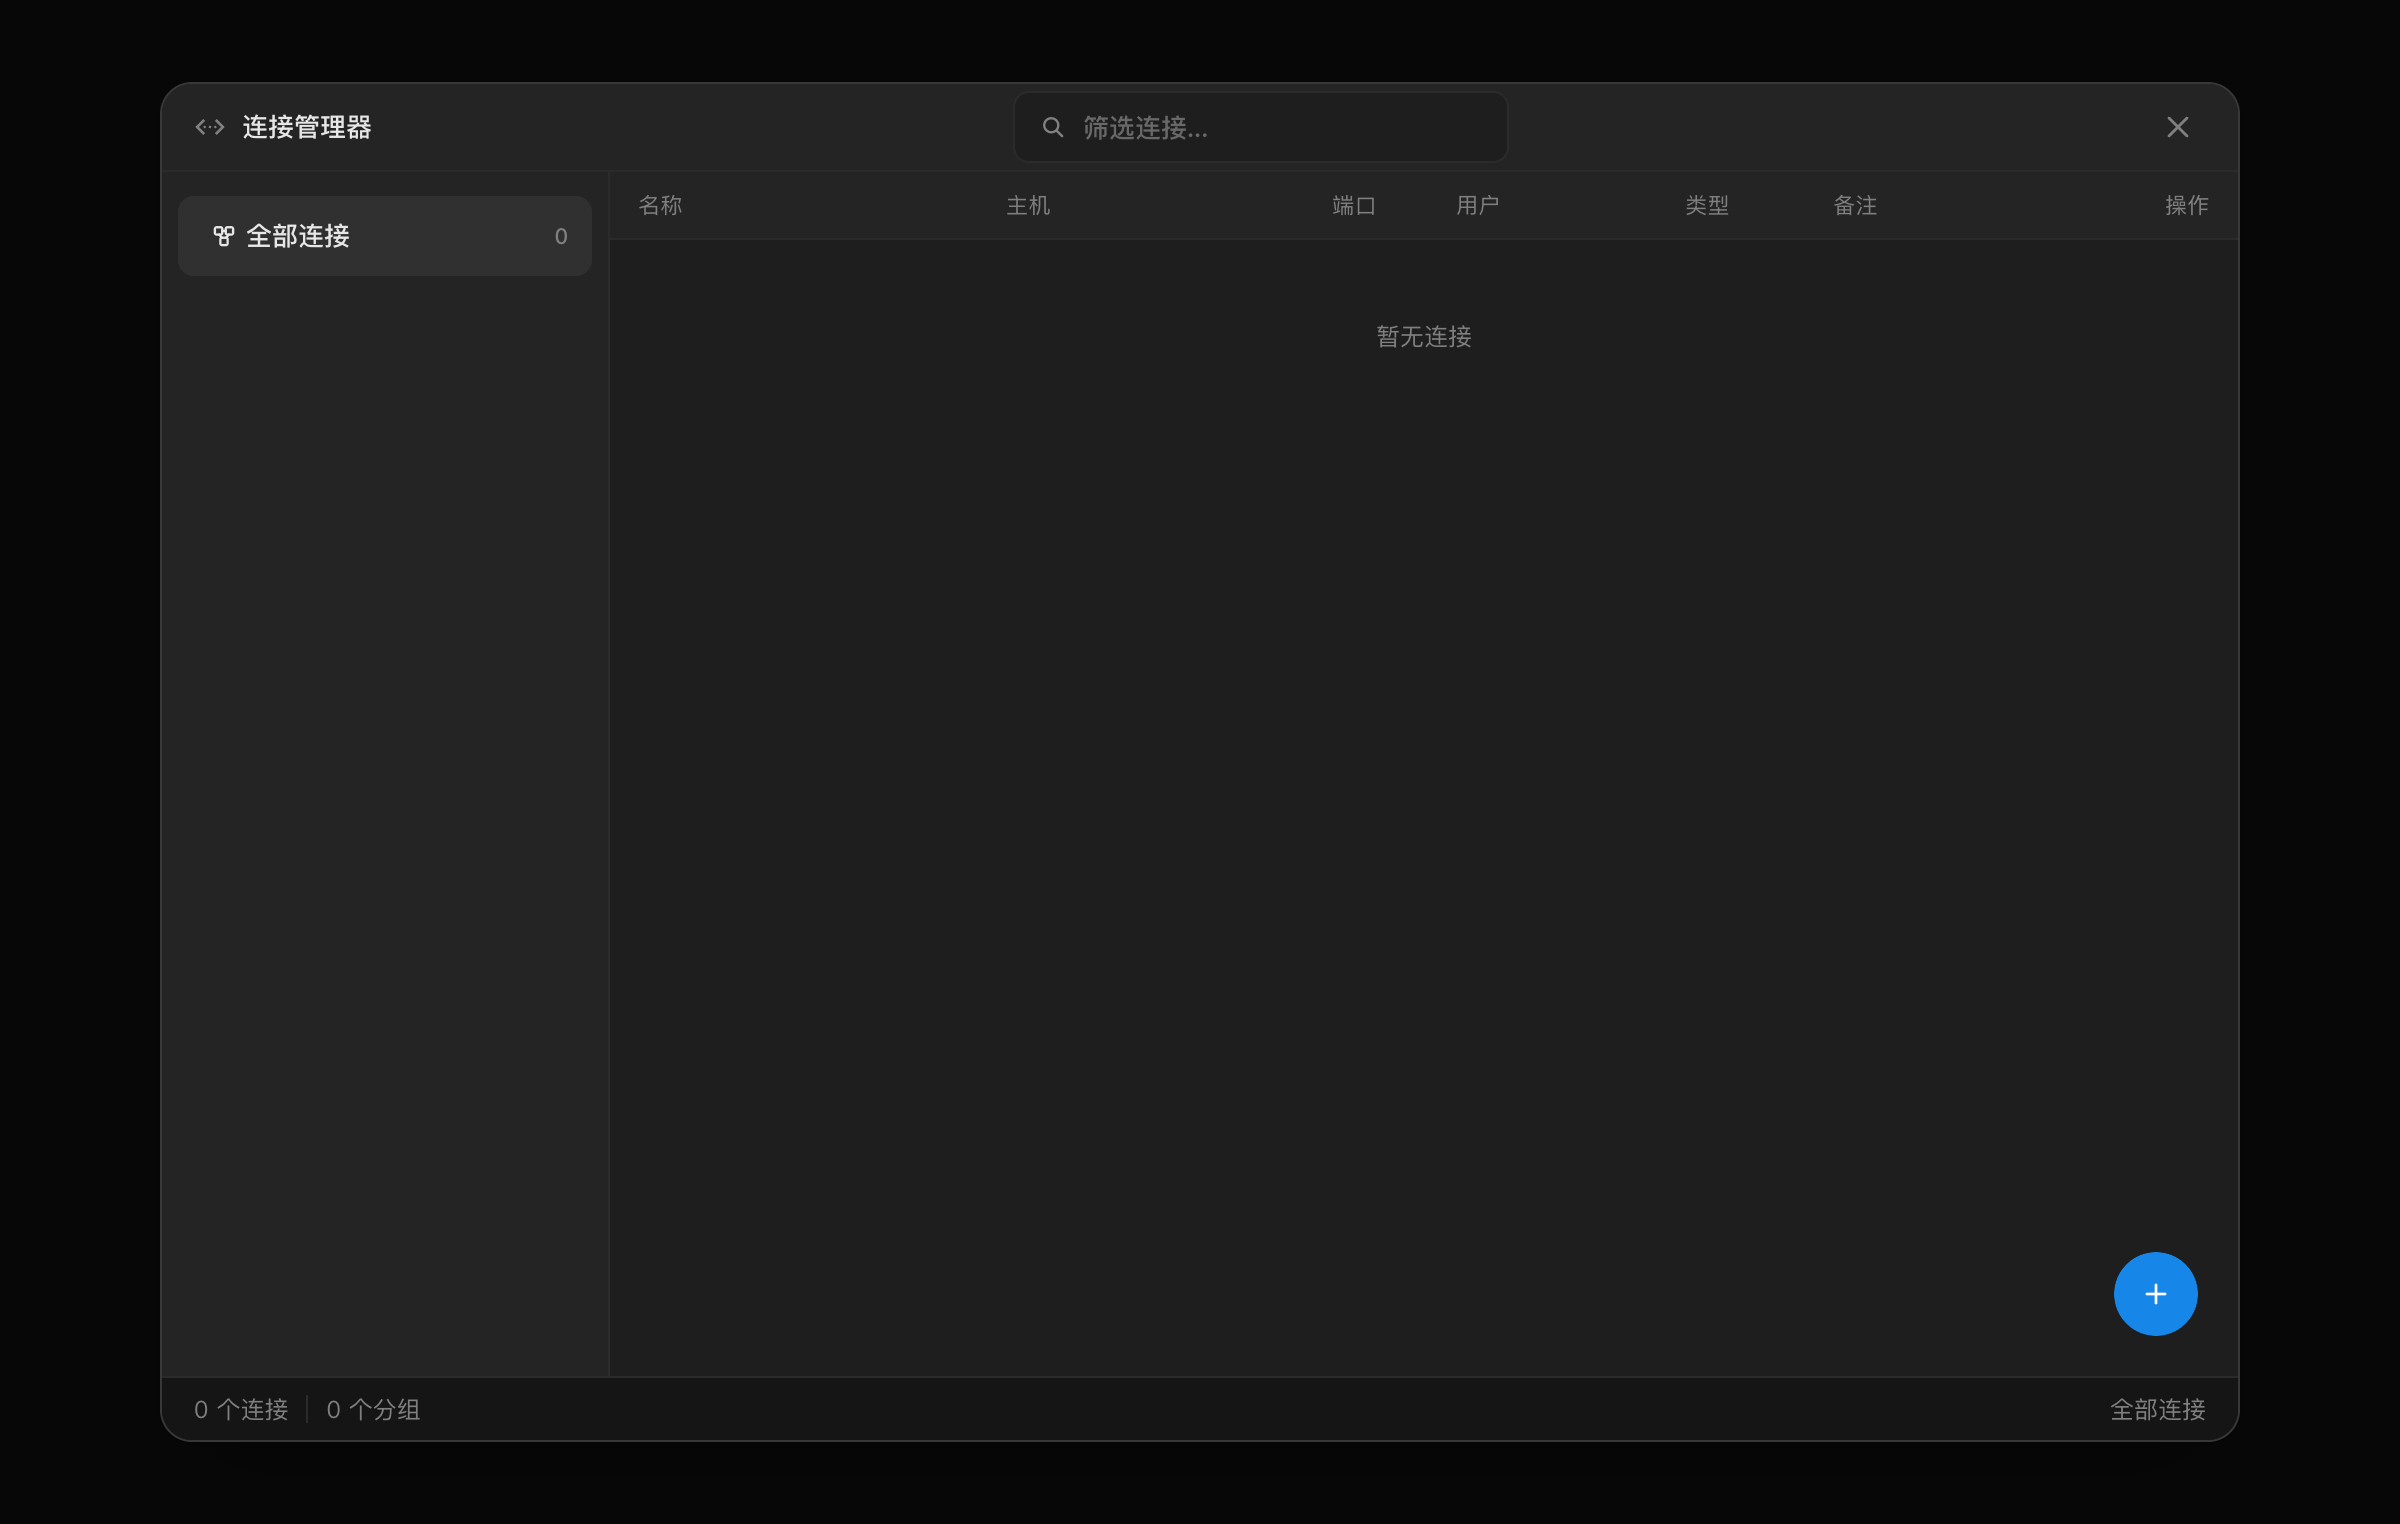 连接管理器
筛选连接...
全部连接 0
名称 主机 端口 用户 类型 备注 操作
暂无连接
0 个连接 0 个分组
全部连接